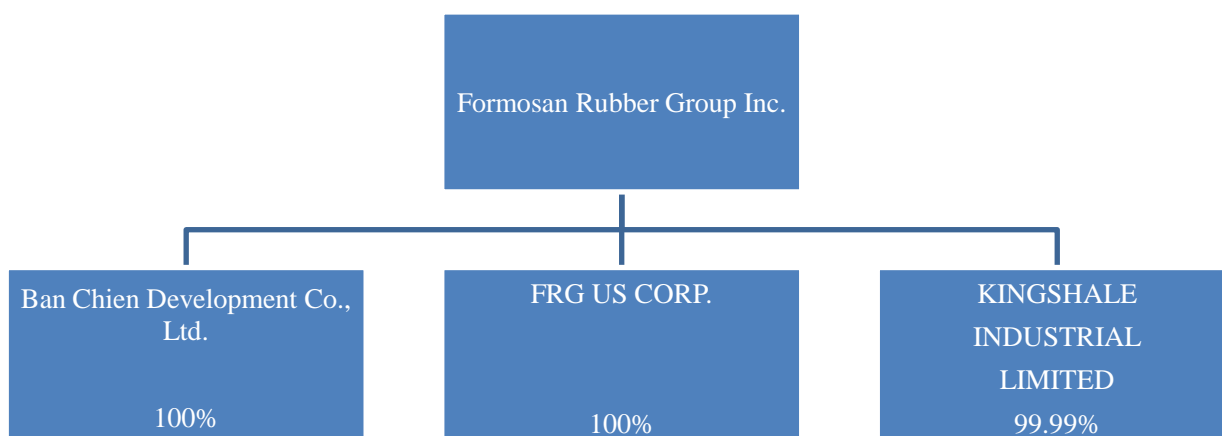 Formosan Rubber Group Inc.
Ban Chien Development Co.,
Ltd.
100%
FRG US CORP.
100%
KINGSHALE
INDUSTRIAL
LIMITED
99.99%